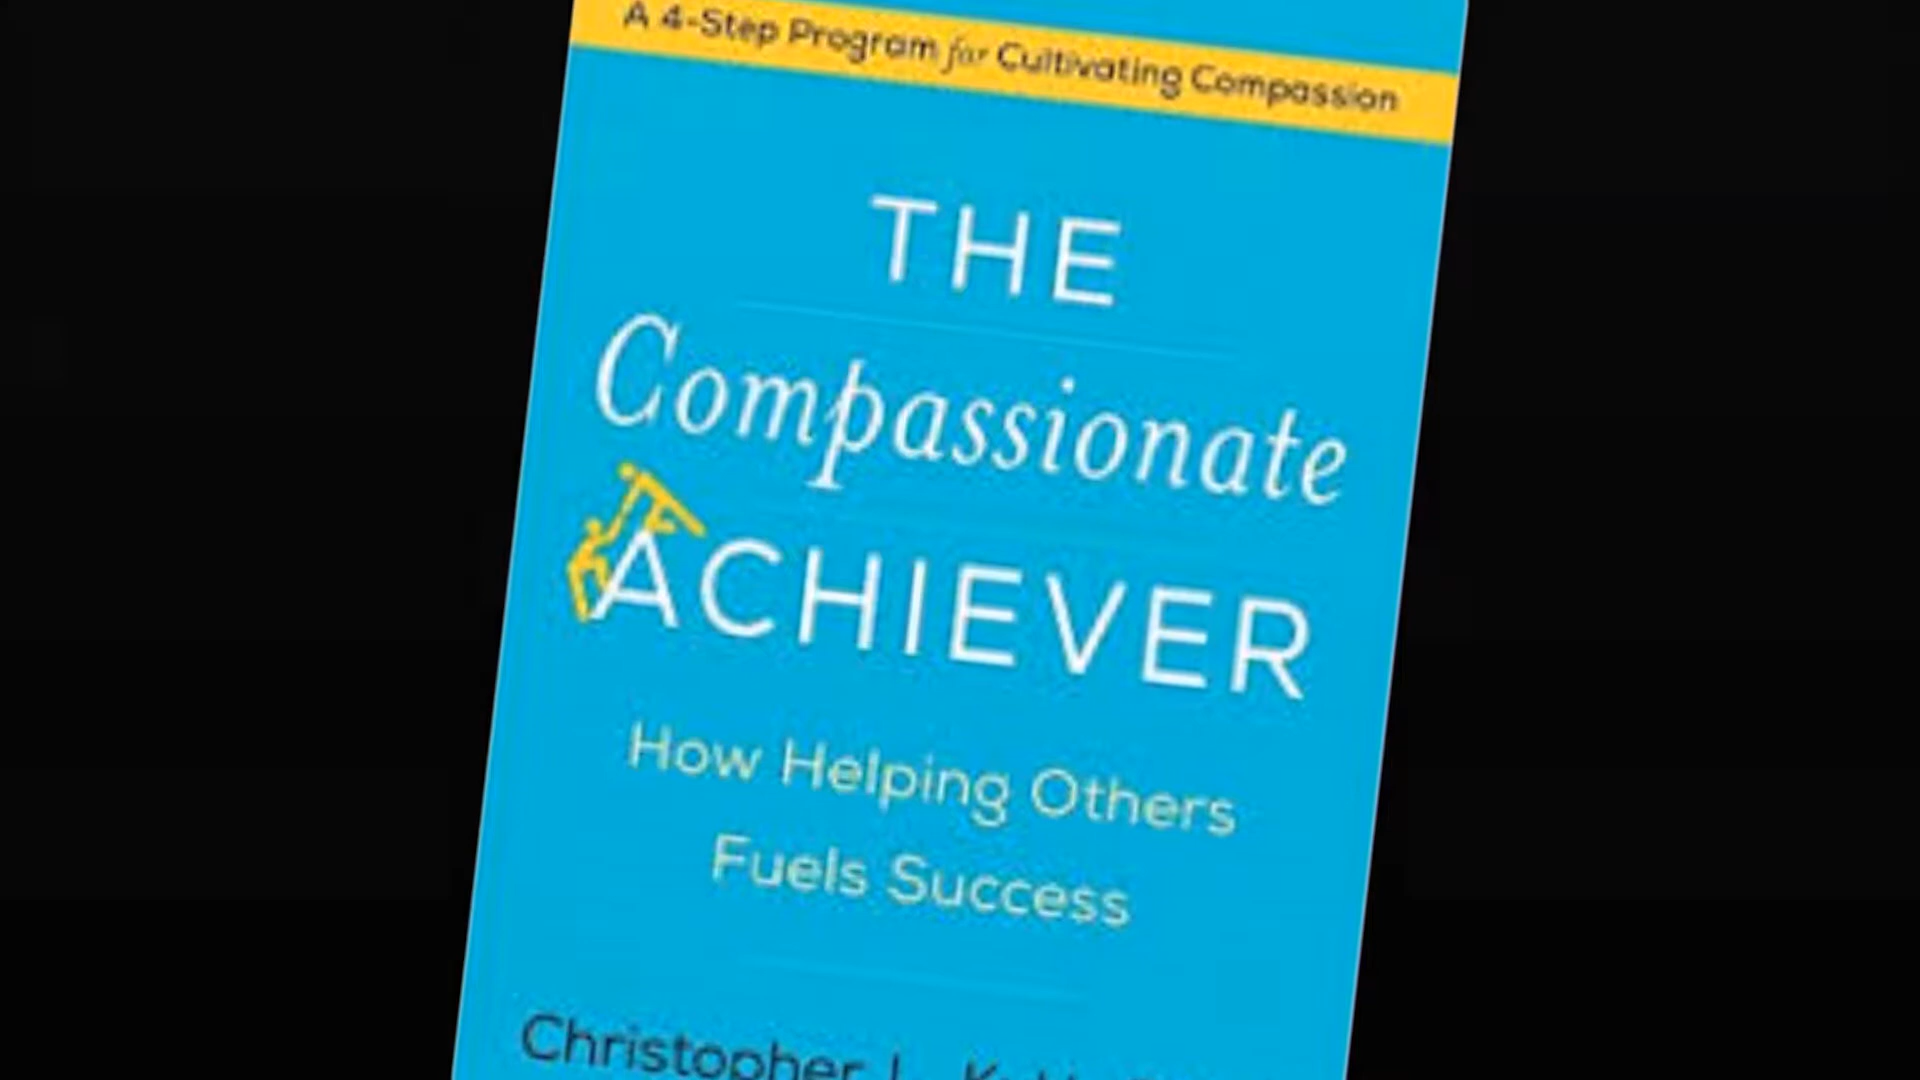 A 4-Step Program for Cultivating Compassion
THE
Compassionate
ACHIEVER
How Helping Others
Fuels Success
Christopher L.